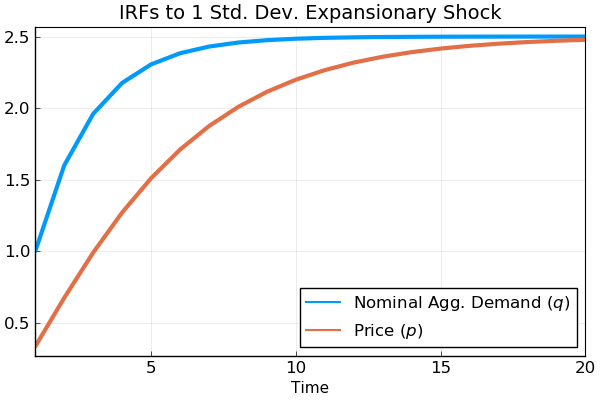 IRFs to 1 Std. Dev. Expansionary Shock
2.5
2.0
1.5
1.0
0.5
Nominal Agg. Demand (q)
Price (p)
5 10 15 20
Time